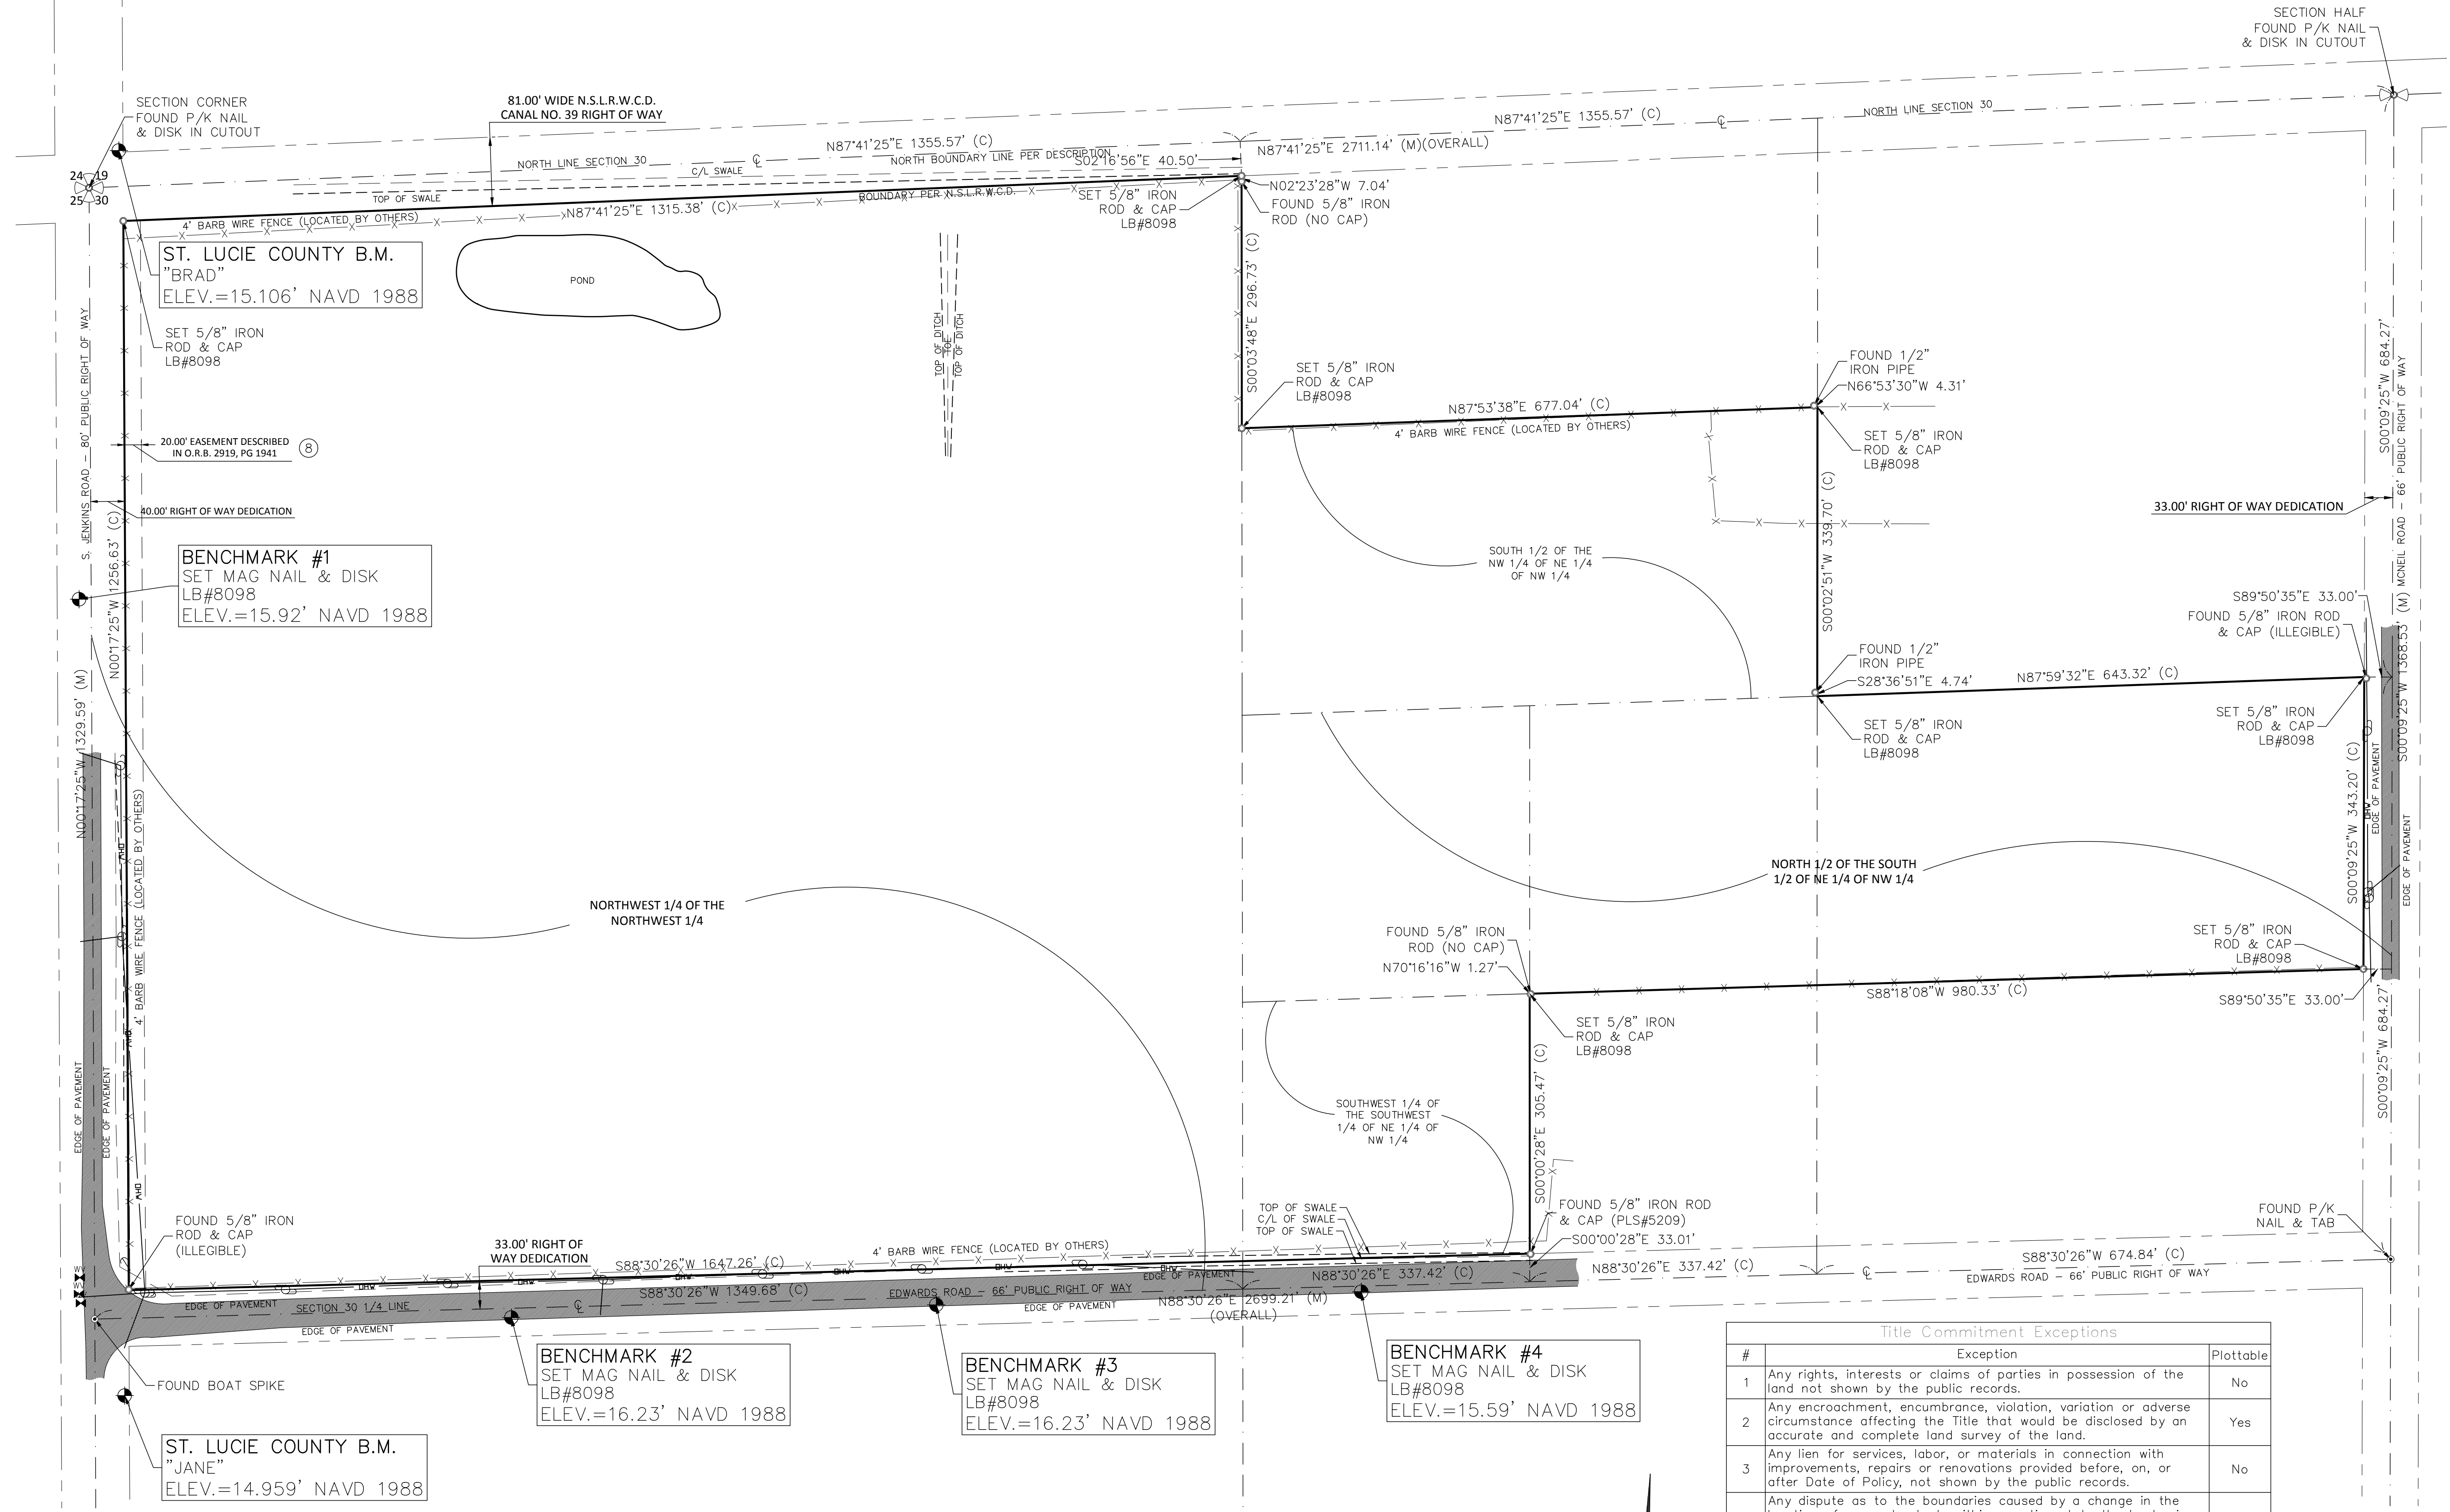 SECTION HALF
FOUND P/K NAIL
& DISK IN CUTOUT
SECTION CORNER
FOUND P/K NAIL
& DISK IN CUTOUT
81.00' WIDE N.S.L.R.W.C.D.
CANAL NO. 39 RIGHT OF WAY
N87°41'25"E 1355.57' (C)
N87°41'25"E 1355.57' (C)
NORTH LINE SECTION 30
N87°41'25"E 2711.14' (M)(OVERALL)
NORTH LINE SECTION 30
NORTH BOUNDARY LINE PER DESCRIPTION
S02°16'56"E 40.50'
C/L SWALE
24 19
25 30
TOP OF SWALE
BOUNDARY PER N.S.L.R.W.C.D.
N87°41'25"E 1315.38' (C)
4' BARB WIRE FENCE (LOCATED BY OTHERS)
SET 5/8" IRON
ROD & CAP
LB#8098
N02°23'28"W 7.04'
FOUND 5/8" IRON
ROD (NO CAP)
ST. LUCIE COUNTY B.M.
"BRAD"
ELEV.=15.106' NAVD 1988
POND
TOP OF DITCH
TOE
TOP OF DITCH
S00°03'48"E 296.73' (C)
SET 5/8" IRON
ROD & CAP
LB#8098
S. JENKINS ROAD - 80' PUBLIC RIGHT OF WAY
SET 5/8" IRON
ROD & CAP
LB#8098
FOUND 1/2"
IRON PIPE
N66°53'30"W 4.31'
N87°53'38"E 677.04' (C)
4' BARB WIRE FENCE (LOCATED BY OTHERS)
SET 5/8" IRON
ROD & CAP
LB#8098
S00°09'25"W 684.27'
MCNEIL ROAD - 66' PUBLIC RIGHT OF WAY
20.00' EASEMENT DESCRIBED
IN O.R.B. 2919, PG 1941
8
40.00' RIGHT OF WAY DEDICATION
33.00' RIGHT OF WAY DEDICATION
N00°17'25"W 1256.63' (C)
S00°02'51"W 339.70' (C)
BENCHMARK #1
SET MAG NAIL & DISK
LB#8098
ELEV.=15.92' NAVD 1988
SOUTH 1/2 OF THE
NW 1/4 OF NE 1/4
OF NW 1/4
S89°50'35"E 33.00'
FOUND 5/8" IRON ROD
& CAP (ILLEGIBLE)
S00°09'25"W 1368.53' (M)
FOUND 1/2"
IRON PIPE
S28°36'51"E 4.74'
N87°59'32"E 643.32' (C)
SET 5/8" IRON
ROD & CAP
LB#8098
SET 5/8" IRON
ROD & CAP
LB#8098
N00°17'25"W 1329.59' (M)
S00°09'25"W 343.20' (C)
OHW
EDGE OF PAVEMENT
EDGE OF PAVEMENT
4' BARB WIRE FENCE (LOCATED BY OTHERS)
OHW
OHW
OHW
NORTHWEST 1/4 OF THE
NORTHWEST 1/4
NORTH 1/2 OF THE SOUTH
1/2 OF NE 1/4 OF NW 1/4
FOUND 5/8" IRON
ROD (NO CAP)
N70°16'16"W 1.27'
SET 5/8" IRON
ROD & CAP
LB#8098
S88°18'08"W 980.33' (C)
S89°50'35"E 33.00'
SET 5/8" IRON
ROD & CAP
LB#8098
S00°00'28"E 305.47' (C)
S00°09'25"W 684.27'
EDGE OF PAVEMENT
EDGE OF PAVEMENT
SOUTHWEST 1/4 OF
THE SOUTHWEST
1/4 OF NE 1/4 OF
NW 1/4
FOUND 5/8" IRON
ROD & CAP
(ILLEGIBLE)
33.00' RIGHT OF
WAY DEDICATION
TOP OF SWALE
C/L OF SWALE
TOP OF SWALE
FOUND 5/8" IRON ROD
& CAP (PLS#5209)
S00°00'28"E 33.01'
FOUND P/K
NAIL & TAB
4' BARB WIRE FENCE (LOCATED BY OTHERS)
S88°30'26"W 1647.26' (C)
S88°30'26"W 674.84' (C)
WV
WV
OHW
OHW
OHW
OHW
OHW
EDGE OF PAVEMENT
N88°30'26"E 337.42' (C)
N88°30'26"E 337.42' (C)
EDWARDS ROAD - 66' PUBLIC RIGHT OF WAY
S88°30'26"W 1349.68' (C)
EDWARDS ROAD - 66' PUBLIC RIGHT OF WAY
EDGE OF PAVEMENT
SECTION 30 1/4 LINE
EDGE OF PAVEMENT
N88°30'26"E 2699.21' (M)
(OVERALL)
EDGE OF PAVEMENT
FOUND BOAT SPIKE
BENCHMARK #2
SET MAG NAIL & DISK
LB#8098
ELEV.=16.23' NAVD 1988
BENCHMARK #3
SET MAG NAIL & DISK
LB#8098
ELEV.=16.23' NAVD 1988
BENCHMARK #4
SET MAG NAIL & DISK
LB#8098
ELEV.=15.59' NAVD 1988
ST. LUCIE COUNTY B.M.
"JANE"
ELEV.=14.959' NAVD 1988
Title Commitment Exceptions
# Exception Plottable
1 Any rights, interests or claims of parties in possession of the
land not shown by the public records. No
2 Any encroachment, encumbrance, violation, variation or adverse
circumstance affecting the Title that would be disclosed by an
accurate and complete land survey of the land. Yes
3 Any lien for services, labor, or materials in connection with
improvements, repairs or renovations provided before, on, or
after Date of Policy, not shown by the public records. No
Any dispute as to the boundaries caused by a change in the